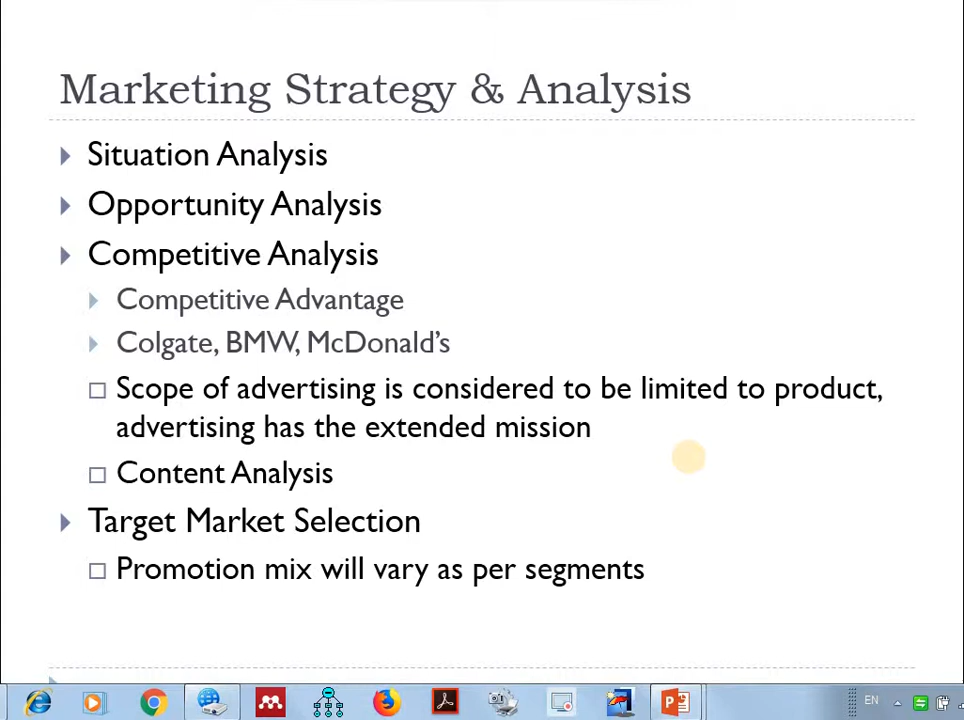 Marketing Strategy & Analysis
Situation Analysis
Opportunity Analysis
Competitive Analysis
Competitive Advantage
Colgate, BMW, McDonald's
Scope of advertising is considered to be limited to product,
advertising has the extended mission
Content Analysis
Target Market Selection
Promotion mix will vary as per segments
EN